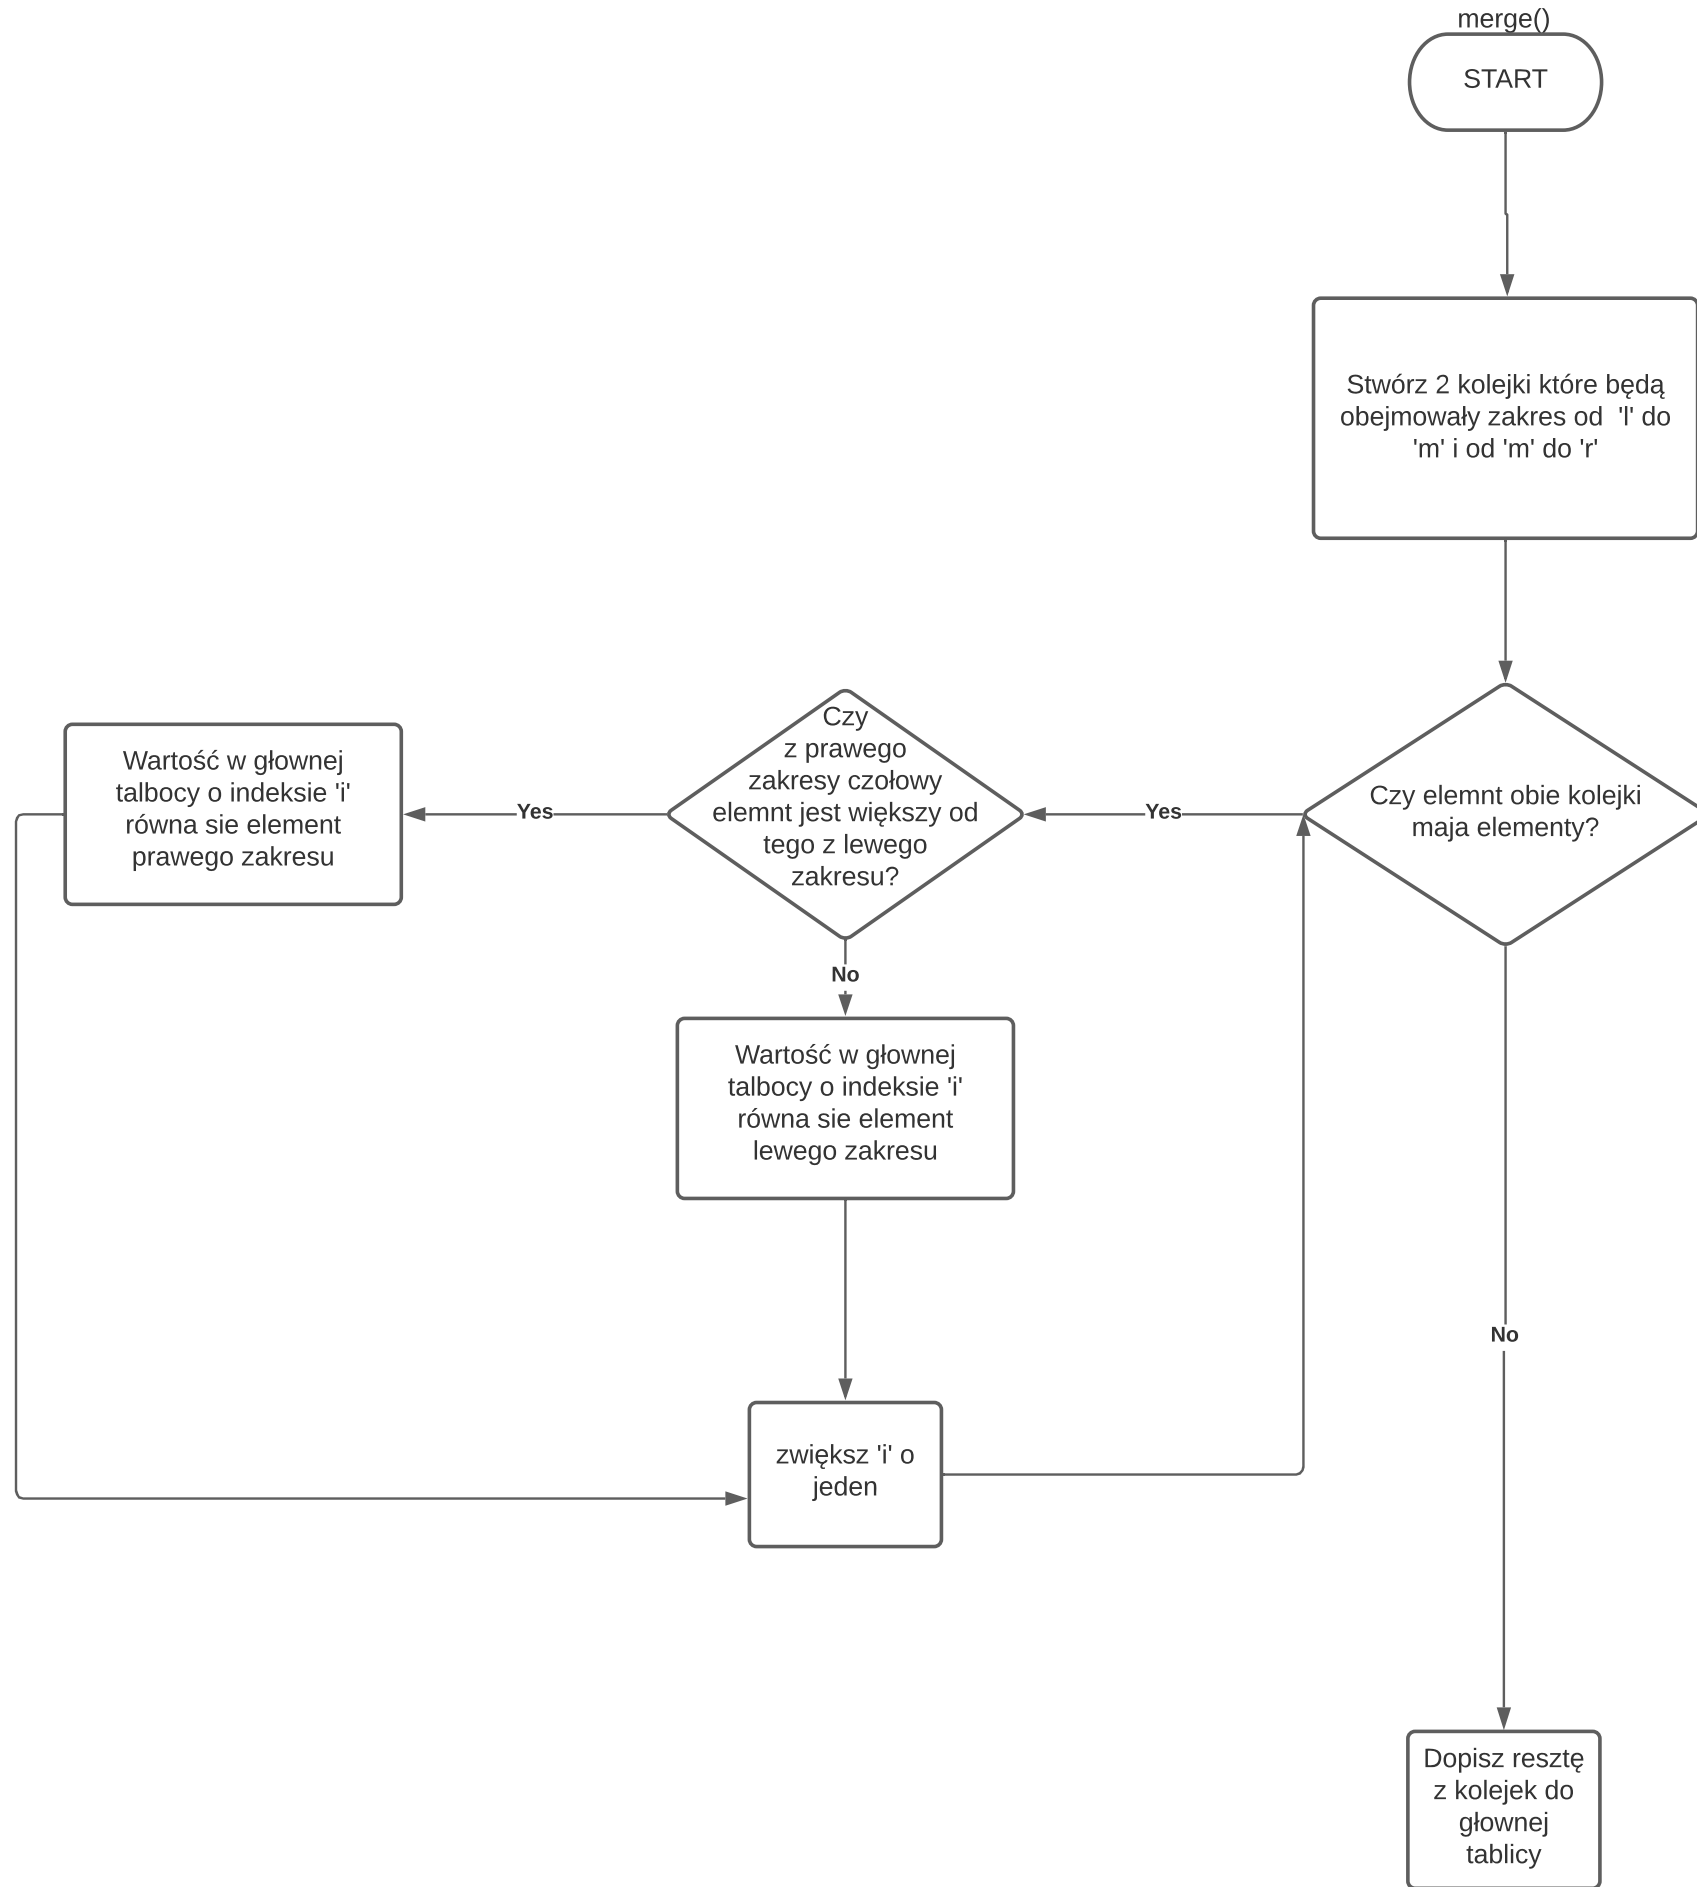 merge()
START
Stwórz 2 kolejki które będą
obejmowały zakres od  'l' do
'm' i od 'm' do 'r'
Czy elemnt obie kolejki
maja elementy?
Yes
Czy
z prawego
zakresy czołowy
elemnt jest większy od
tego z lewego
zakresu?
Yes
Wartość w głownej
talbocy o indeksie 'i'
równa sie element
prawego zakresu
No
Wartość w głownej
talbocy o indeksie 'i'
równa sie element
lewego zakresu
zwiększ 'i' o
jeden
No
Dopisz resztę
z kolejek do
głownej
tablicy